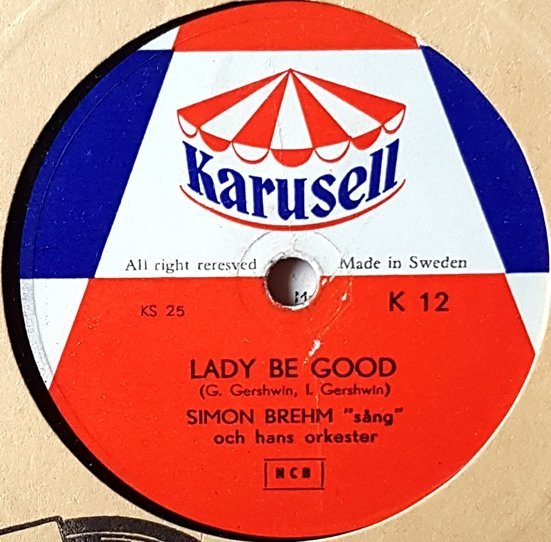 Karusell
All right reresved Made in Sweden
KS 25 K 12
LADY BE GOOD
(G. Gershwin, I. Gershwin)
SIMON BREHM "sång"
och hans orkester
NCB